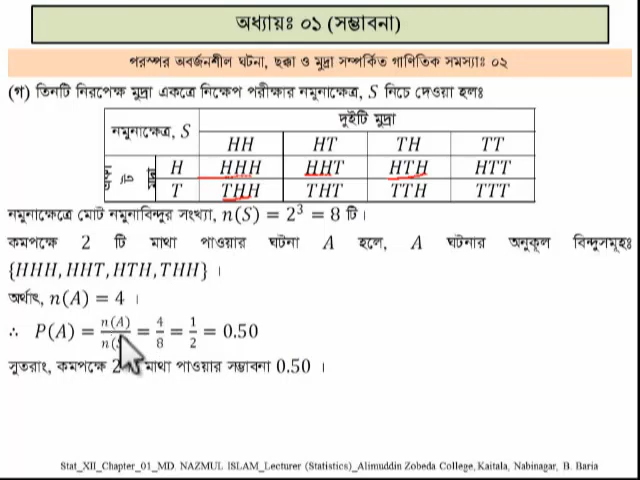 অধ্যায়ঃ ০১ (সম্ভাবনা)
পরস্পর অবর্জনশীল ঘটনা, ছক্কা ও মুদ্রা সম্পর্কিত গাণিতিক সমস্যাঃ ০২
(গ) তিনটি নিরপেক্ষ মুদ্রা একত্রে নিক্ষেপ পরীক্ষার নমুনাক্ষেত্র, S নিচে দেওয়া হলঃ
নমুনাক্ষেত্র, S দুইটি মুদ্রা
HH HT TH TT
H HHH HHT HTH HTT
T THH THT TTH TTT
নমুনাক্ষেত্রে মোট নমুনাবিন্দুর সংখ্যা, n(S) = 2³ = 8 টি।
কমপক্ষে 2 টি মাথা পাওয়ার ঘটনা A হলে, A ঘটনার অনুকূল বিন্দুসমূহঃ
{HHH, HHT, HTH, THH} ।
অর্থাৎ, n(A) = 4 ।
∴ P(A) = n(A)/n(S = 4/8 = 1/2 = 0.50
সুতরাং, কমপক্ষে 2 মাথা পাওয়ার সম্ভাবনা 0.50 ।
Stat_XII_Chapter_01_MD. NAZMUL ISLAM_Lecturer (Statistics)_Alimuddin Zobeda College, Kaitala, Nabinagar, B. Baria